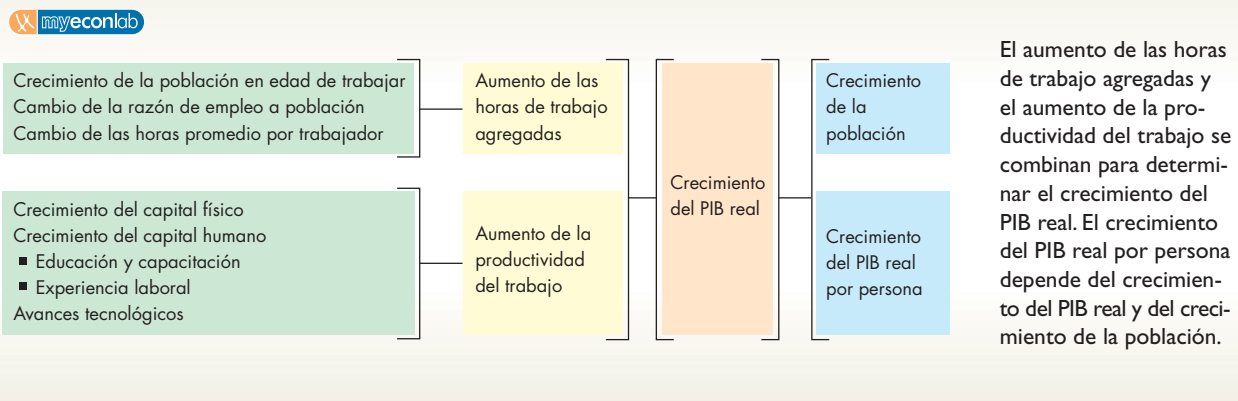 myeconlab
Crecimiento de la población en edad de trabajar
Cambio de la razón de empleo a población
Cambio de las horas promedio por trabajador
Crecimiento del capital físico
Crecimiento del capital humano
■ Educación y capacitación
■ Experiencia laboral
Avances tecnológicos
Aumento de las
horas de trabajo
agregadas
Aumento de la
productividad
del trabajo
Crecimiento
del PIB real
Crecimiento
de la
población
Crecimiento
del PIB real
por persona
El aumento de las horas
de trabajo agregadas y
el aumento de la pro-
ductividad del trabajo se
combinan para determi-
nar el crecimiento del
PIB real. El crecimiento
del PIB real por persona
depende del crecimien-
to del PIB real y del creci-
miento de la población.